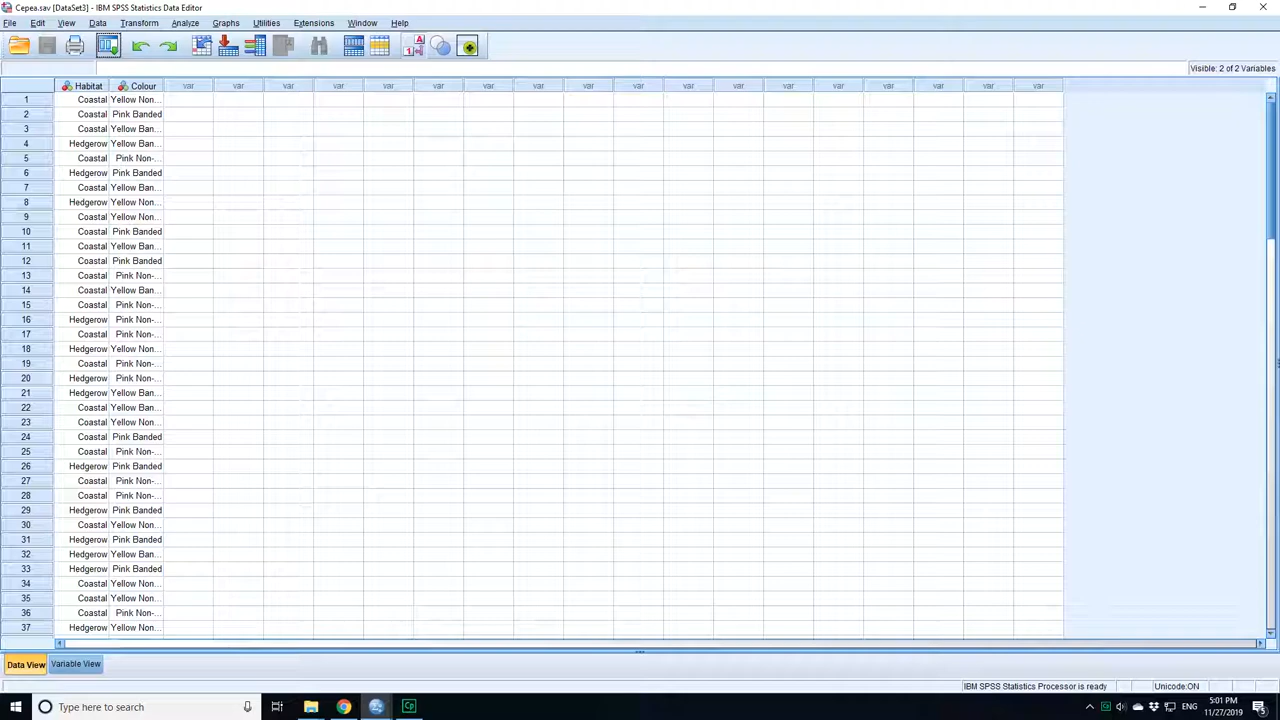 Cepea.sav [DataSet3] - IBM SPSS Statistics Data Editor
File Edit View Data Transform Analyze Graphs Utilities Extensions Window Help
Visible: 2 of 2 Variables
Habitat Colour var var var var var var var var var var var var var var var var var var
1 Coastal Yellow Non...
2 Coastal Pink Banded
3 Coastal Yellow Ban...
4 Hedgerow Yellow Ban...
5 Coastal Pink Non-...
6 Hedgerow Pink Banded
7 Coastal Yellow Ban...
8 Hedgerow Yellow Non...
9 Coastal Yellow Non...
10 Coastal Pink Banded
11 Coastal Yellow Ban...
12 Coastal Pink Banded
13 Coastal Pink Non-...
14 Coastal Yellow Ban...
15 Coastal Pink Non-...
16 Hedgerow Pink Non-...
17 Coastal Pink Non-...
18 Hedgerow Yellow Non...
19 Coastal Pink Non-...
20 Hedgerow Pink Non-...
21 Hedgerow Yellow Ban...
22 Coastal Yellow Ban...
23 Coastal Yellow Non...
24 Coastal Pink Banded
25 Coastal Pink Non-...
26 Hedgerow Pink Banded
27 Coastal Pink Non-...
28 Coastal Pink Non-...
29 Hedgerow Pink Banded
30 Coastal Yellow Non...
31 Hedgerow Pink Banded
32 Hedgerow Yellow Ban...
33 Hedgerow Pink Banded
34 Coastal Yellow Non...
35 Coastal Yellow Non...
36 Coastal Pink Non-...
37 Hedgerow Yellow Non...
Data View Variable View
IBM SPSS Statistics Processor is ready Unicode:ON
Type here to search
5:01 PM
11/27/2019